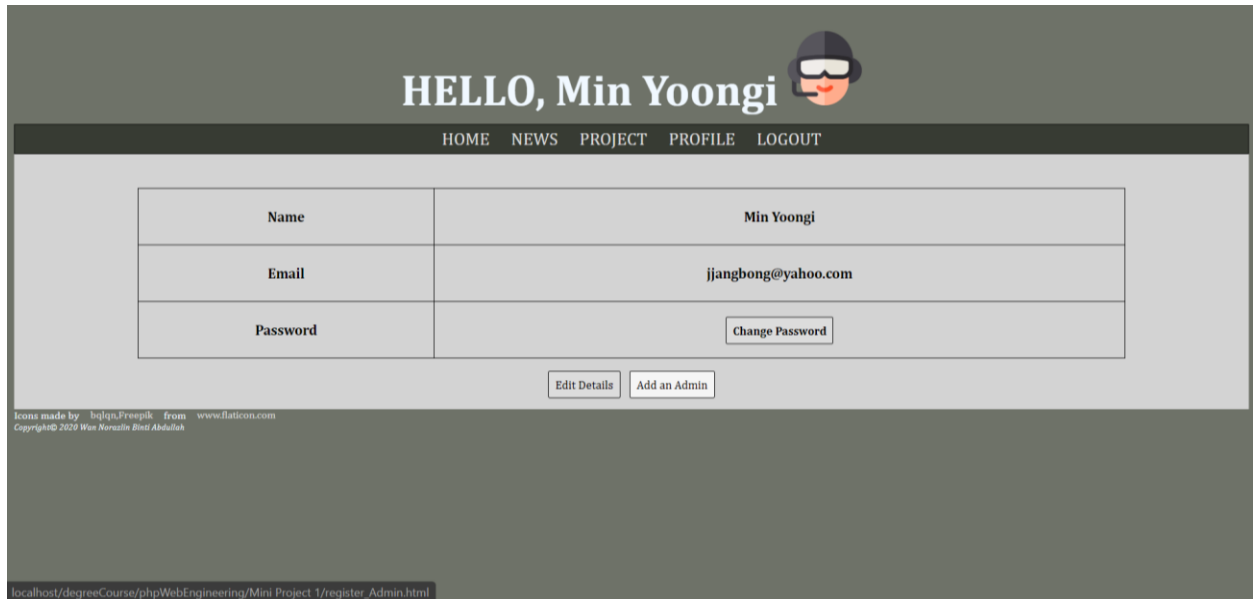 HELLO, Min Yoongi
HOME NEWS PROJECT PROFILE LOGOUT
Name Min Yoongi
Email jjangbong@yahoo.com
Password Change Password
Edit Details Add an Admin
Icons made by bqlqn,Freepik from www.flaticon.com
Copyright© 2020 Wan Norazlin Binti Abdullah
localhost/degreeCourse/phpWebEngineering/Mini Project 1/register_Admin.html